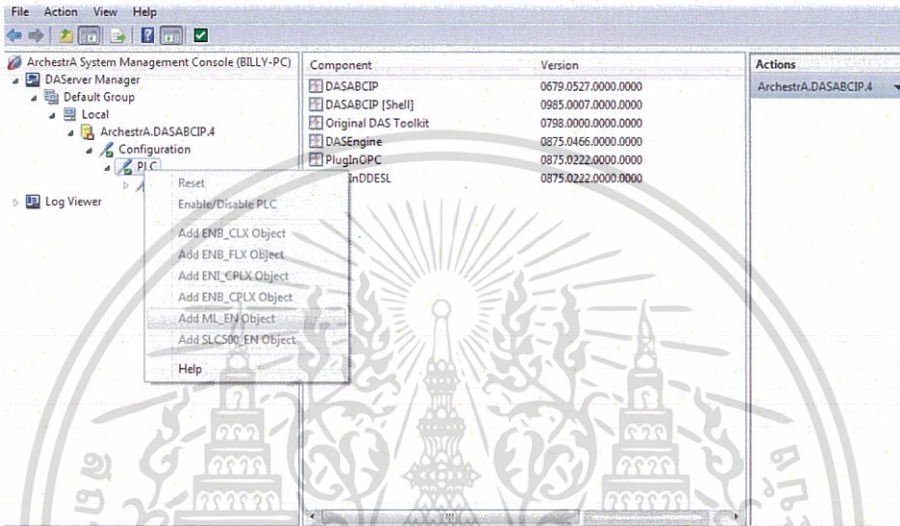 File Action View Help
ArchestrA System Management Console (BILLY-PC)
DAServer Manager
Default Group
Local
ArchestrA.DASABCIP.4
Configuration
PLC
Log Viewer
Reset
Enable/Disable PLC
Add ENB_CLX Object
Add ENB_FLX Object
Add ENI_CPLX Object
Add ENB_CPLX Object
Add ML_EN Object
Add SLC500_EN Object
Help
Component Version
DASABCIP 0679.0527.0000.0000
DASABCIP [Shell] 0985.0007.0000.0000
Original DAS Toolkit 0798.0000.0000.0000
DASEngine 0875.0466.0000.0000
PlugInOPC 0875.0222.0000.0000
InDDESL 0875.0222.0000.0000
Actions
ArchestrA.DASABCIP.4